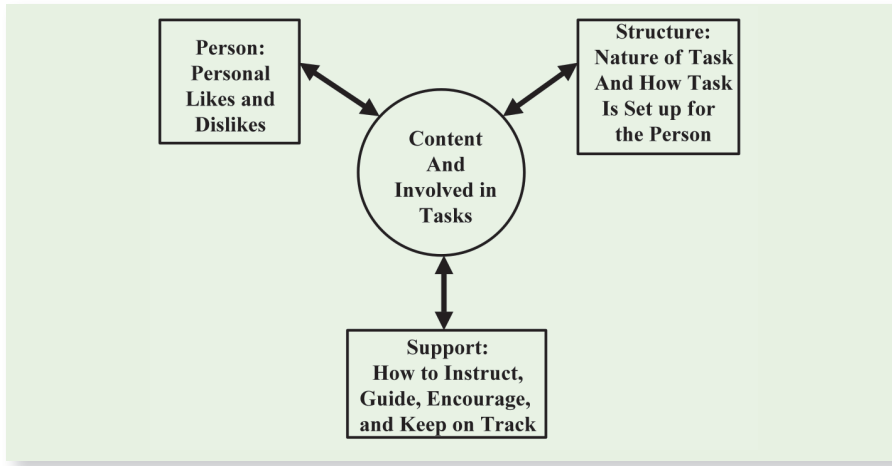 Person:
Personal
Likes and
Dislikes
Structure:
Nature of Task
And How Task
Is Set up for
the Person
Content
And
Involved in
Tasks
Support:
How to Instruct,
Guide, Encourage,
and Keep on Track